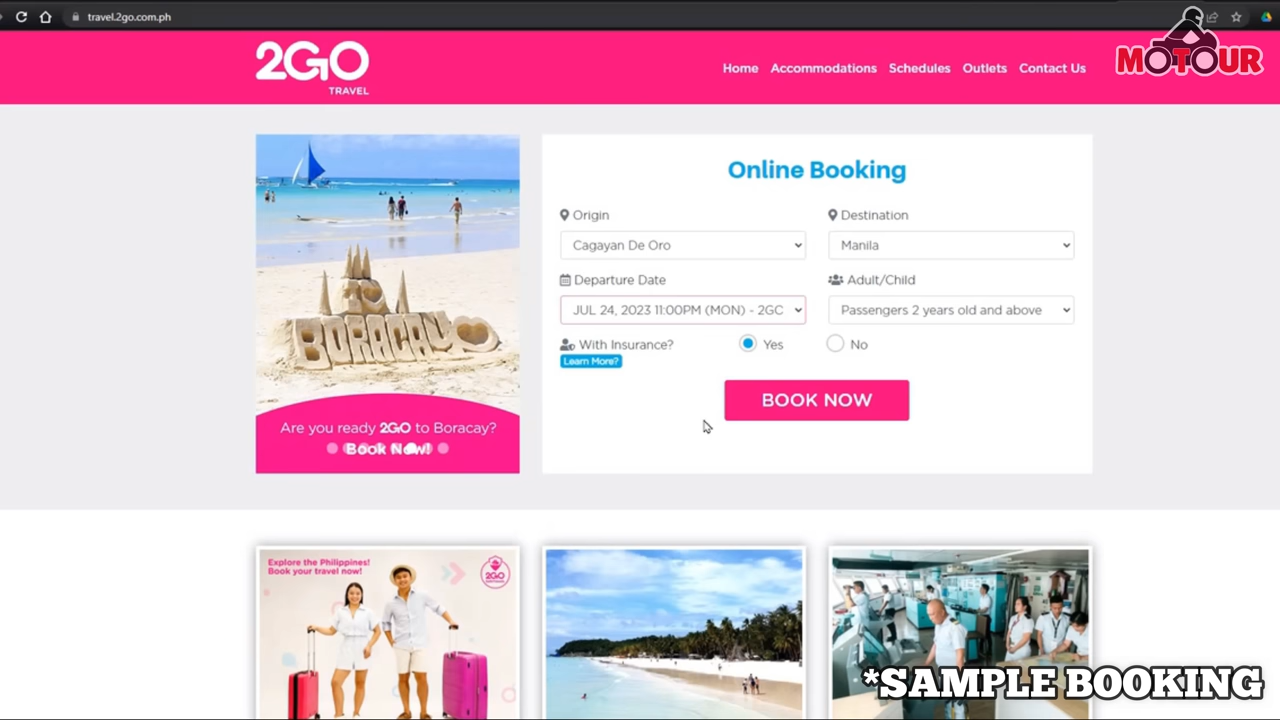 travel.2go.com.ph
MOTOUR
2GO
TRAVEL
Home Accommodations Schedules Outlets Contact Us
Online Booking
Origin
Destination
Cagayan De Oro
Manila
Departure Date
Adult/Child
JUL 24, 2023 11:00PM (MON) - 2GC
Passengers 2 years old and above
With Insurance?
Yes
No
Learn More?
BOOK NOW
BORACAY
Are you ready 2GO to Boracay?
Book Now!
Explore the Philippines!
Book your travel now!
2GO
*SAMPLE BOOKING